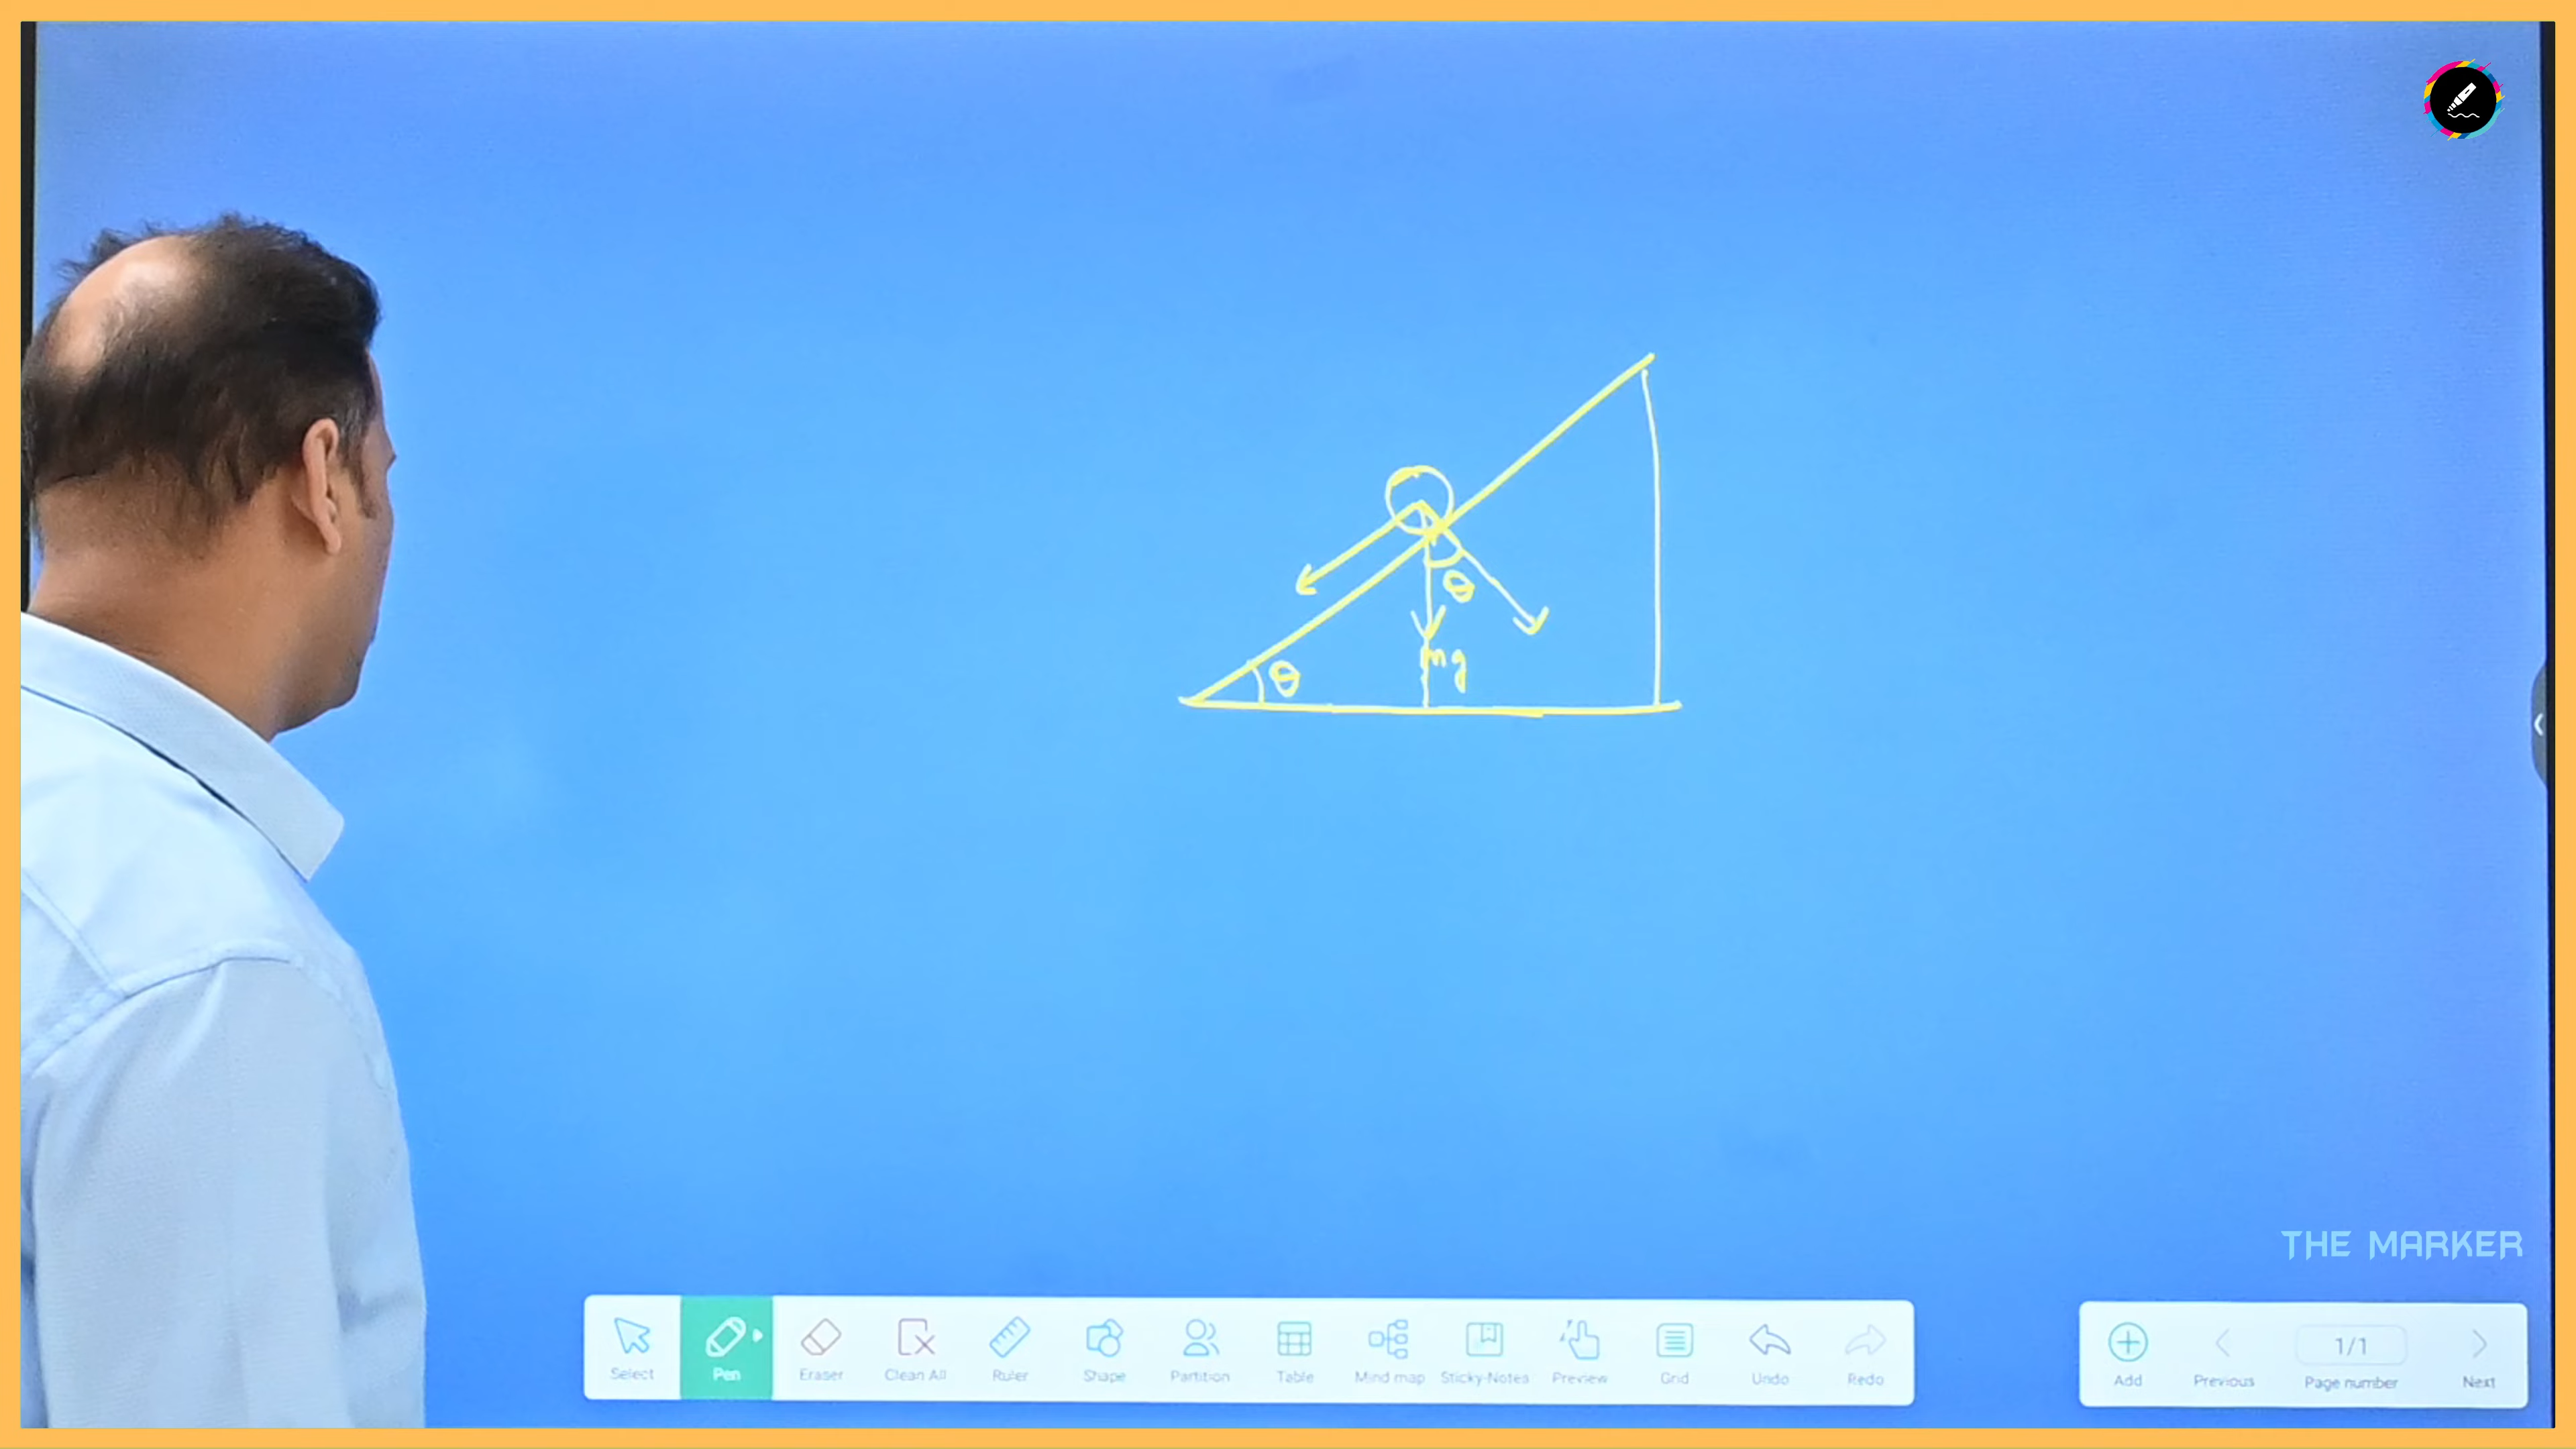 θ
mg
θ
THE MARKER
Select
Pen
Eraser
Clean All
Ruler
Shape
Partition
Table
Mind map
Sticky-Notes
Preview
Grid
Undo
Redo
Add
Previous
1/1
Page number
Next